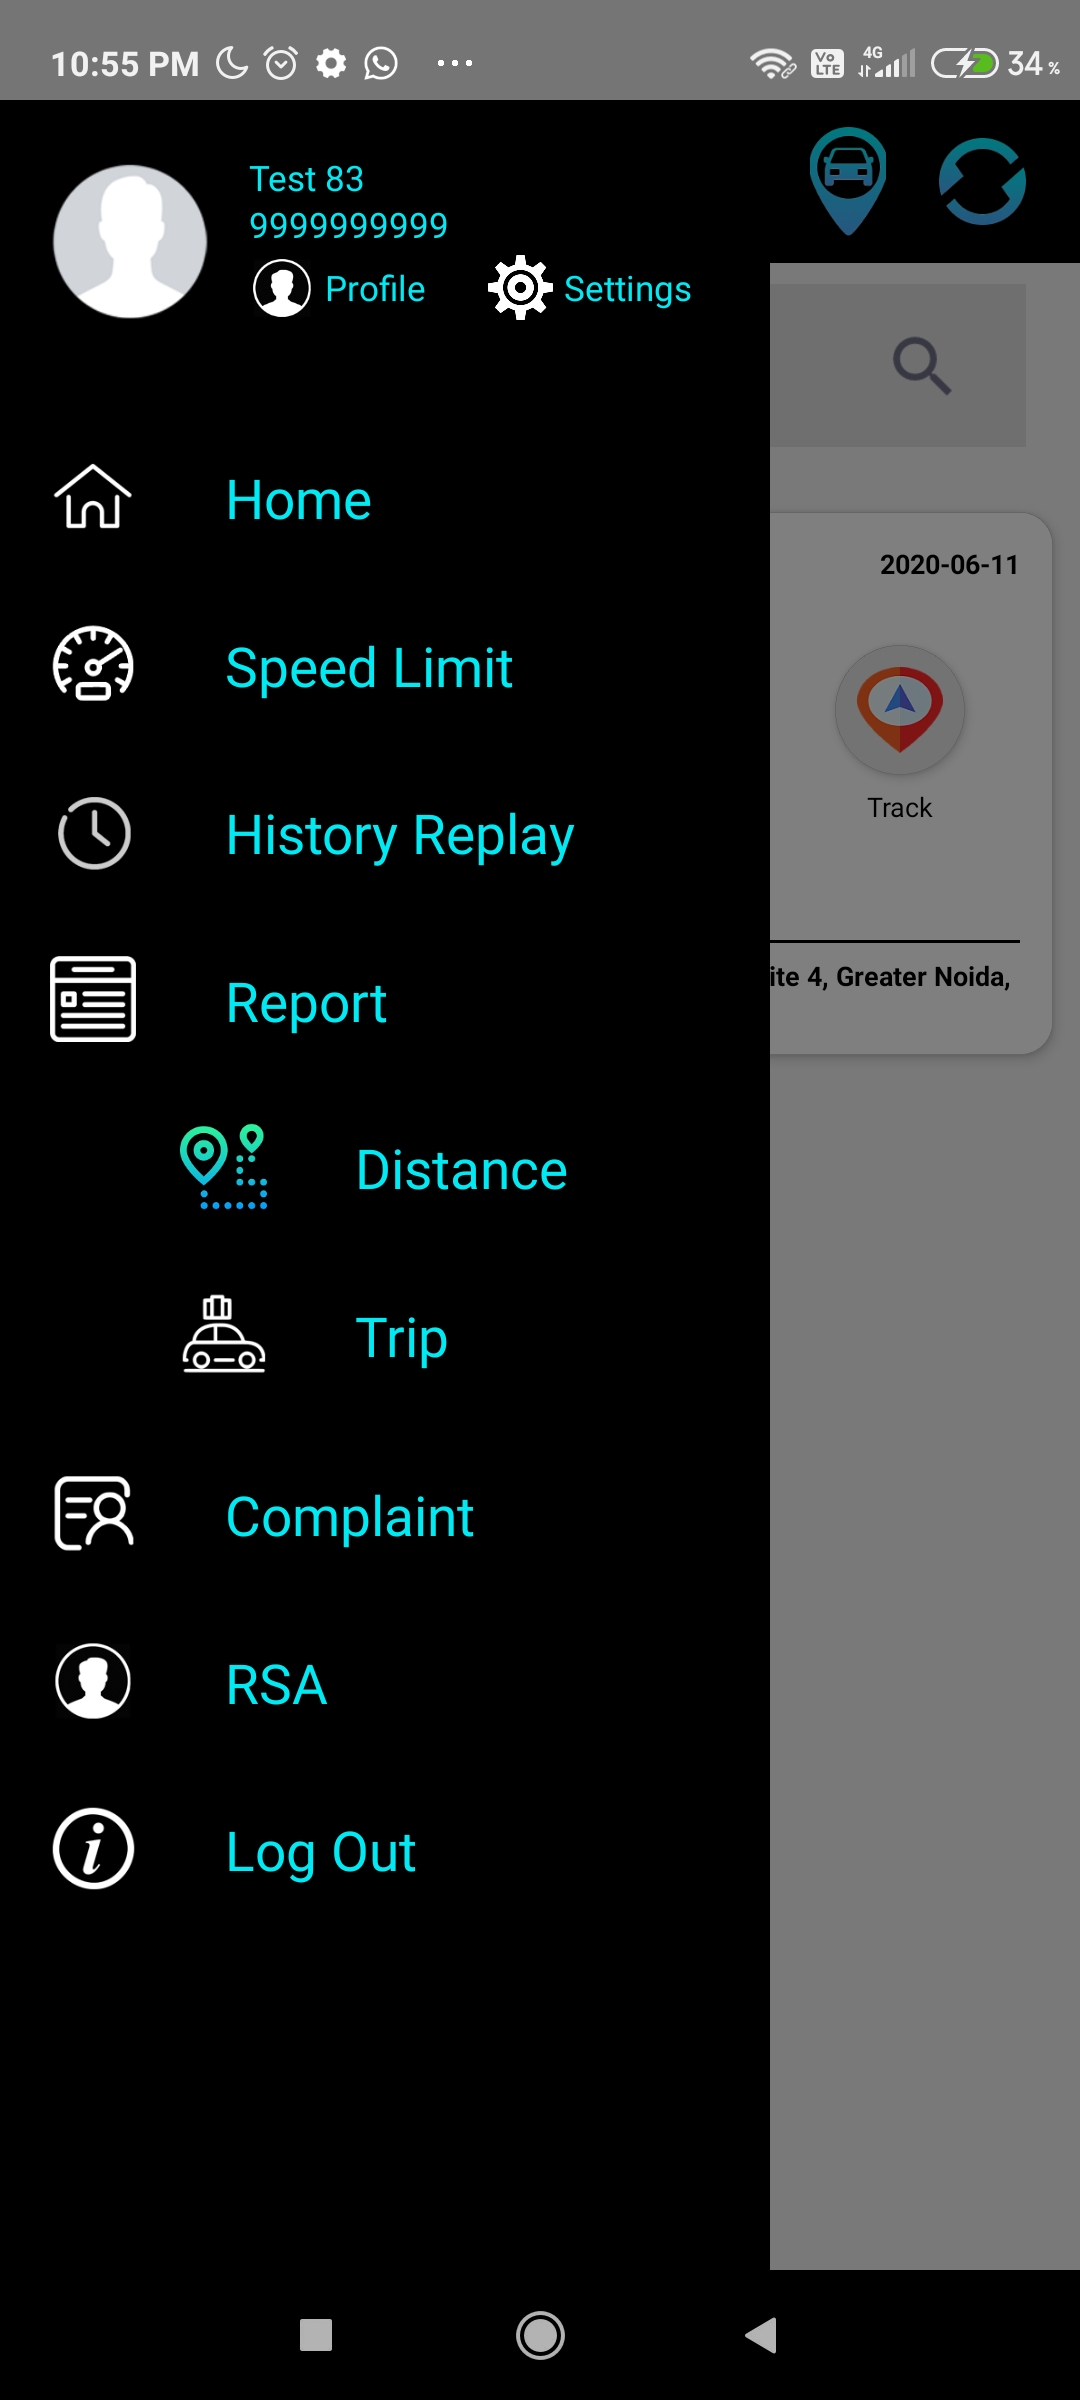 10:55 PM
Vo LTE
4G
34 %
Test 83
9999999999
Profile
Settings
Home
2020-06-11
Speed Limit
Track
History Replay
ite 4, Greater Noida,
Report
Distance
Trip
Complaint
RSA
i
Log Out